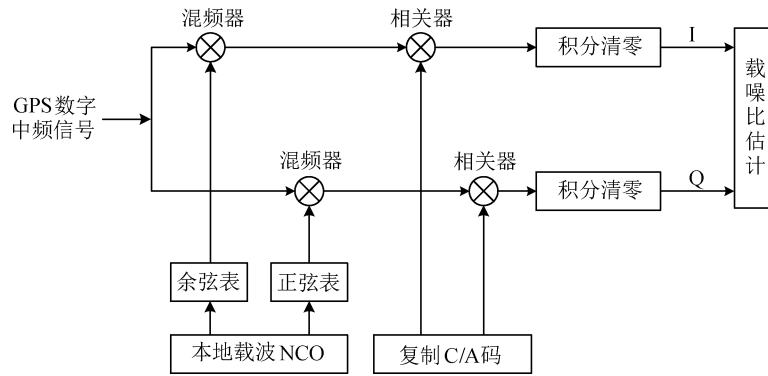 混频器
相关器
积分清零
I
载噪比估计
GPS数字
中频信号
混频器
相关器
积分清零
Q
余弦表
正弦表
本地载波NCO
复制C/A码